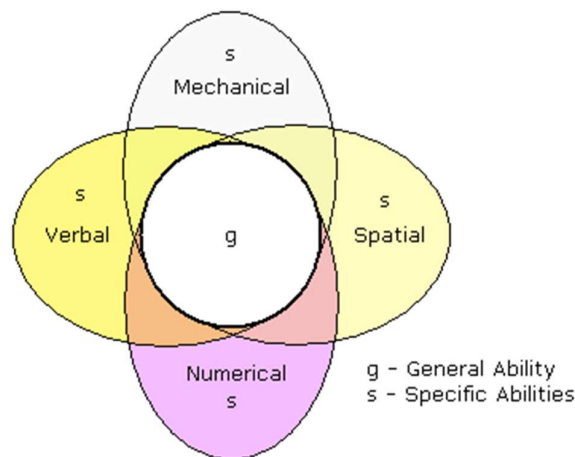 s
Mechanical
s
Verbal
g
s
Spatial
Numerical
s
g - General Ability
s - Specific Abilities